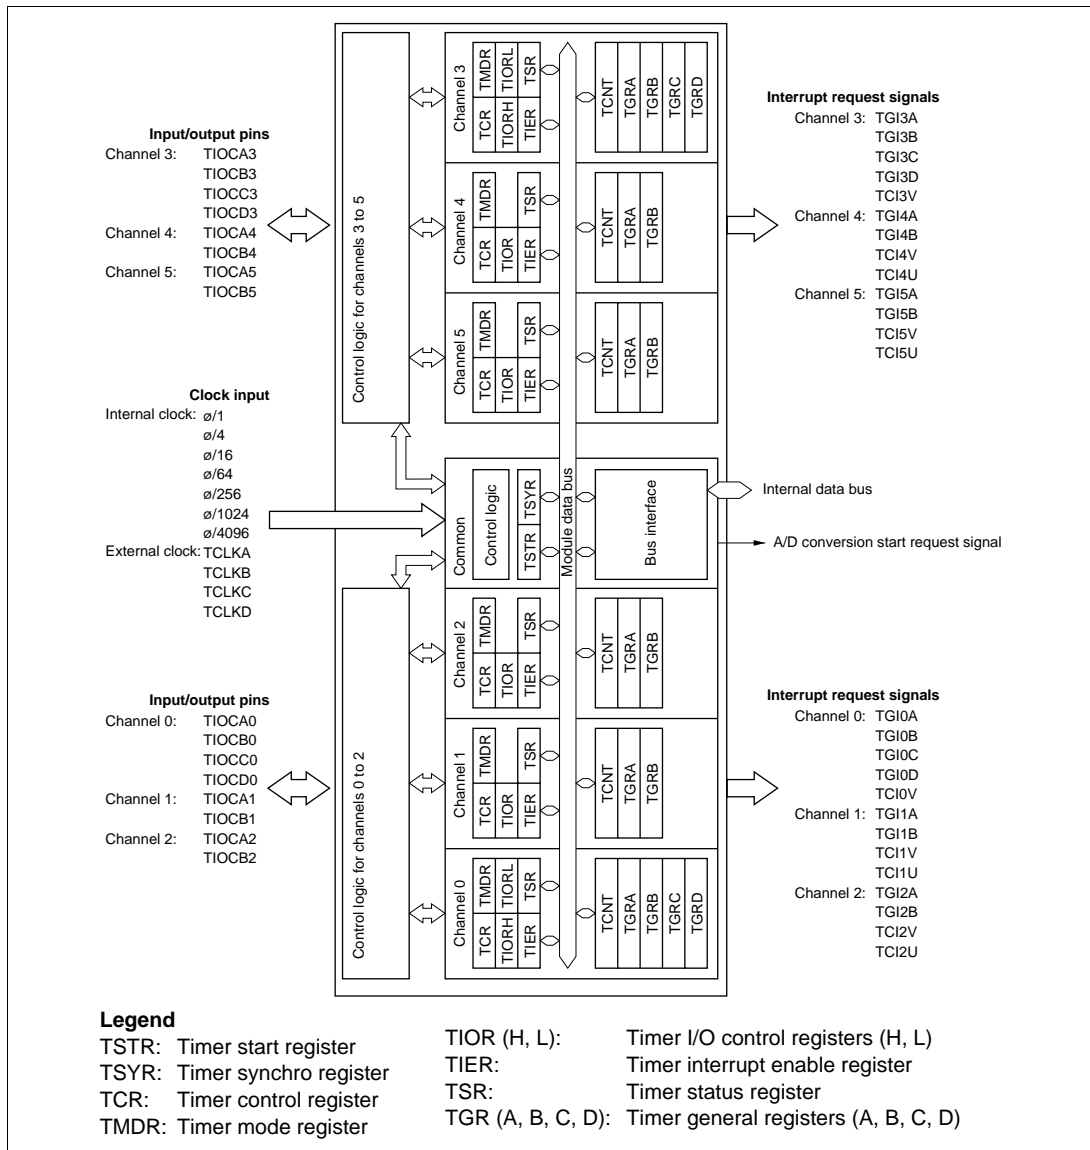 Input/output pins
Channel 3: TIOCA3
TIOCB3
TIOCC3
TIOCD3
Channel 4: TIOCA4
TIOCB4
Channel 5: TIOCA5
TIOCB5
Clock input
Internal clock: ø/1
ø/4
ø/16
ø/64
ø/256
ø/1024
ø/4096
External clock: TCLKA
TCLKB
TCLKC
TCLKD
Input/output pins
Channel 0: TIOCA0
TIOCB0
TIOCC0
TIOCD0
Channel 1: TIOCA1
TIOCB1
Channel 2: TIOCA2
TIOCB2
Control logic for channels 3 to 5
Control logic for channels 0 to 2
Channel 3
TMDR
TIORL
TSR
TCR
TIORH
TIER
TCNT
TGRA
TGRB
TGRC
TGRD
Channel 4
TMDR
TSR
TCR
TIOR
TIER
TCNT
TGRA
TGRB
Channel 5
TMDR
TSR
TCR
TIOR
TIER
TCNT
TGRA
TGRB
Common
Control logic
TSYR
TSTR
Module data bus
Bus interface
Channel 2
TMDR
TSR
TCR
TIOR
TIER
TCNT
TGRA
TGRB
Channel 1
TMDR
TSR
TCR
TIOR
TIER
TCNT
TGRA
TGRB
Channel 0
TMDR
TIORL
TSR
TCR
TIORH
TIER
TCNT
TGRA
TGRB
TGRC
TGRD
Interrupt request signals
Channel 3: TGI3A
TGI3B
TGI3C
TGI3D
TCI3V
Channel 4: TGI4A
TGI4B
TCI4V
TCI4U
Channel 5: TGI5A
TGI5B
TCI5V
TCI5U
Internal data bus
A/D conversion start request signal
Interrupt request signals
Channel 0: TGI0A
TGI0B
TGI0C
TGI0D
TCI0V
Channel 1: TGI1A
TGI1B
TCI1V
TCI1U
Channel 2: TGI2A
TGI2B
TCI2V
TCI2U
Legend
TSTR: Timer start register
TSYR: Timer synchro register
TCR: Timer control register
TMDR: Timer mode register
TIOR (H, L): Timer I/O control registers (H, L)
TIER: Timer interrupt enable register
TSR: Timer status register
TGR (A, B, C, D): Timer general registers (A, B, C, D)